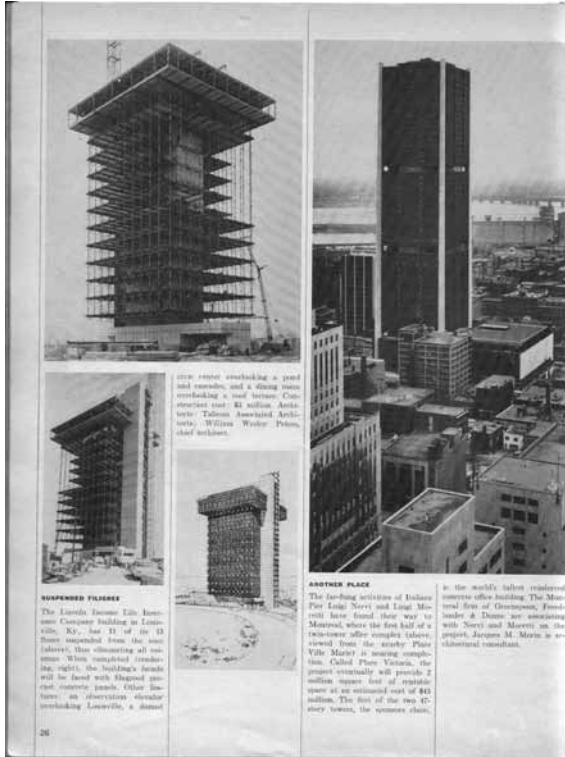 SUSPENDED FILIGREE
The Lincoln Income Life Insur-
ance Company building in Louis-
ville, Ky., has 11 of its 15
floors suspended from the core
(above), thus eliminating all col-
umns. When completed (render-
ing, right), the building's facade
will be faced with filagreed pre-
cast concrete panels. Other fea-
tures: an observation elevator
overlooking Louisville, a domed
civic center overlooking a pond
and cascades, and a dining room
overlooking a roof terrace. Con-
struction cost: $3 million. Archi-
tects: Taliesin Associated Archi-
tects; William Wesley Peters,
chief architect.
ANOTHER PLACE
The far-flung activities of Italians
Pier Luigi Nervi and Luigi Mo-
retti have found their way to
Montreal, where the first half of a
twin-tower office complex (above,
viewed from the nearby Place
Ville Marie) is nearing comple-
tion. Called Place Victoria, the
project eventually will provide 2
million square feet of rentable
space at an estimated cost of $45
million. The first of the two 47-
story towers, the sponsors claim,
is the world's tallest reinforced
concrete office building. The Mon-
treal firm of Greenspoon, Freed-
lander & Dunne are associating
with Nervi and Moretti on the
project. Jacques M. Morin is ar-
chitectural consultant.
26